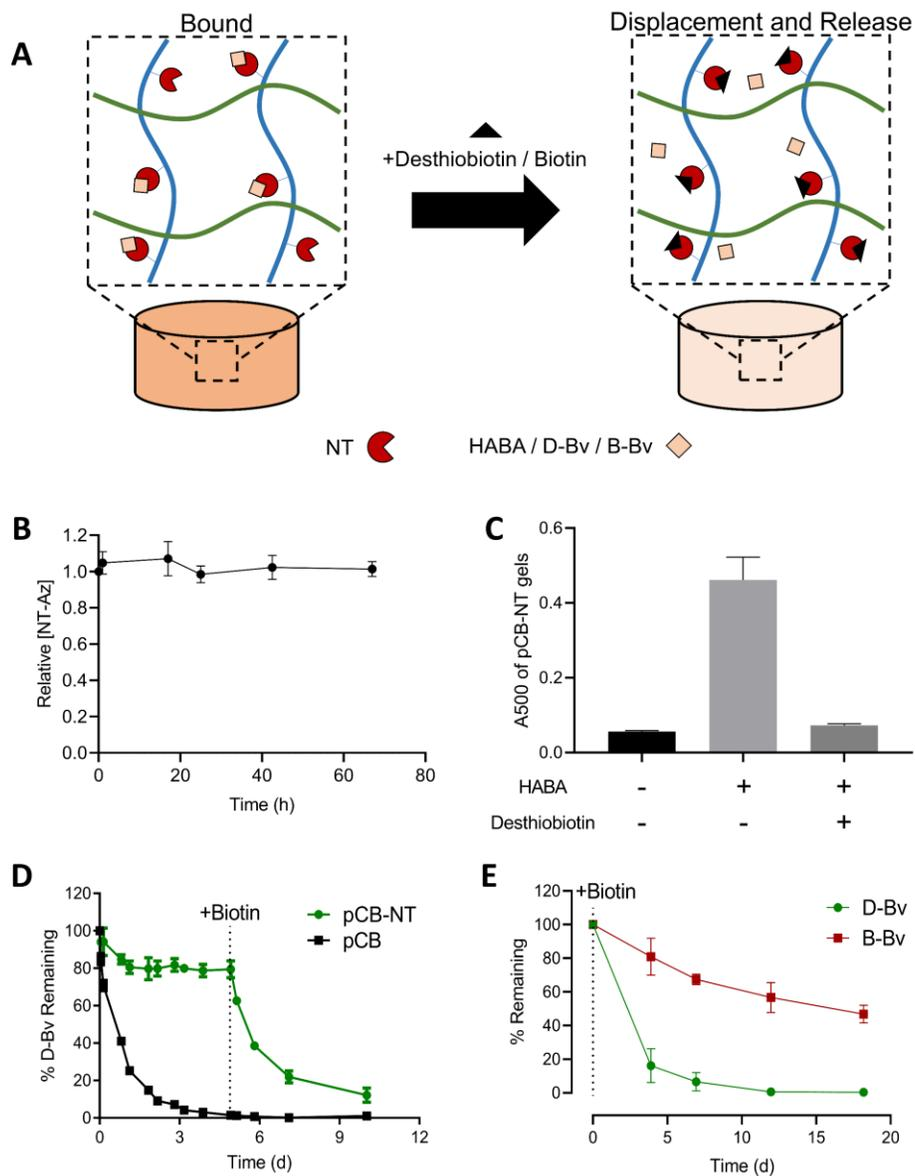 A
Bound
Displacement and Release
+Desthiobiotin / Biotin
NT
HABA / D-Bv / B-Bv
B
Relative [NT-Az]
1.2
1.0
0.8
0.6
0.4
0.2
0.0
0 20 40 60 80
Time (h)
C
A500 of pCB-NT gels
0.6
0.4
0.2
0.0
HABA - + +
Desthiobiotin - - +
D
% D-Bv Remaining
120
100
80
60
40
20
0
+Biotin
pCB-NT
pCB
0 3 6 9 12
Time (d)
E
% Remaining
120
100
80
60
40
20
0
+Biotin
D-Bv
B-Bv
0 5 10 15 20
Time (d)